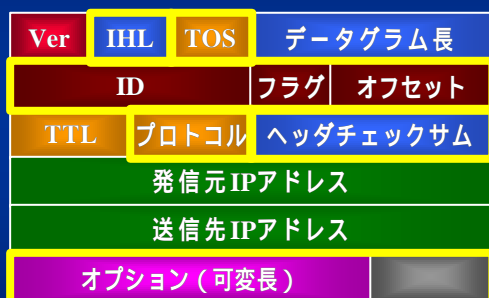 Ver IHL TOS データグラム長
ID フラグ オフセット
TTL プロトコル ヘッダチェックサム
発信元IPアドレス
送信先IPアドレス
オプション(可変長)